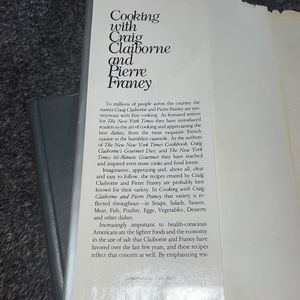 Cooking
with
Craig
Claiborne
and
Pierre
Franey
To millions of people across the country the
names Craig Claiborne and Pierre Franey are syn-
onymous with fine cooking. As featured writers
for The New York Times they have introduced
readers to the art of cooking and appreciating the
best dishes, from the most exquisite French
cuisine to the humblest casserole. As the authors
of The New New York Times Cookbook, Craig
Claiborne's Gourmet Diet, and The New York
Times 60-Minute Gourmet they have reached
and inspired even more cooks and food lovers.
Imaginative, appetizing and, above all, clear
and easy to follow, the recipes created by Craig
Claiborne and Pierre Franey are probably best
known for their variety. In Cooking with Craig
Claiborne and Pierre Franey that variety is re-
flected throughout—in Soups, Salads, Sauces,
Meat, Fish, Poultry, Eggs, Vegetables, Desserts
and other dishes.
Increasingly important to health-conscious
Americans are the lighter foods and the economy
in the use of salt that Claiborne and Franey have
favored over the last few years, and these recipes
reflect that concern as well. By emphasizing tex-